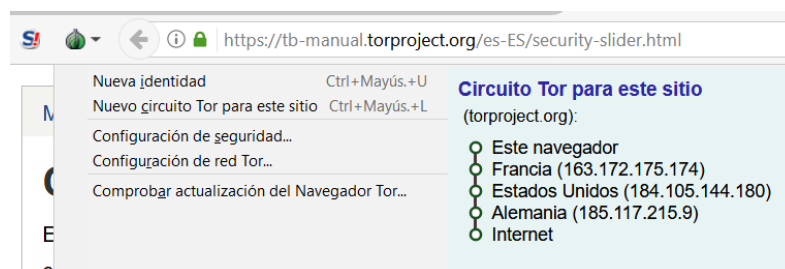 S!
https://tb-manual.torproject.org/es-ES/security-slider.html
Nueva identidad Ctrl+Mayús.+U
Nuevo circuito Tor para este sitio Ctrl+Mayús.+L
Configuración de seguridad...
Configuración de red Tor...
Comprobar actualización del Navegador Tor...
Circuito Tor para este sitio
(torproject.org):
Este navegador
Francia (163.172.175.174)
Estados Unidos (184.105.144.180)
Alemania (185.117.215.9)
Internet